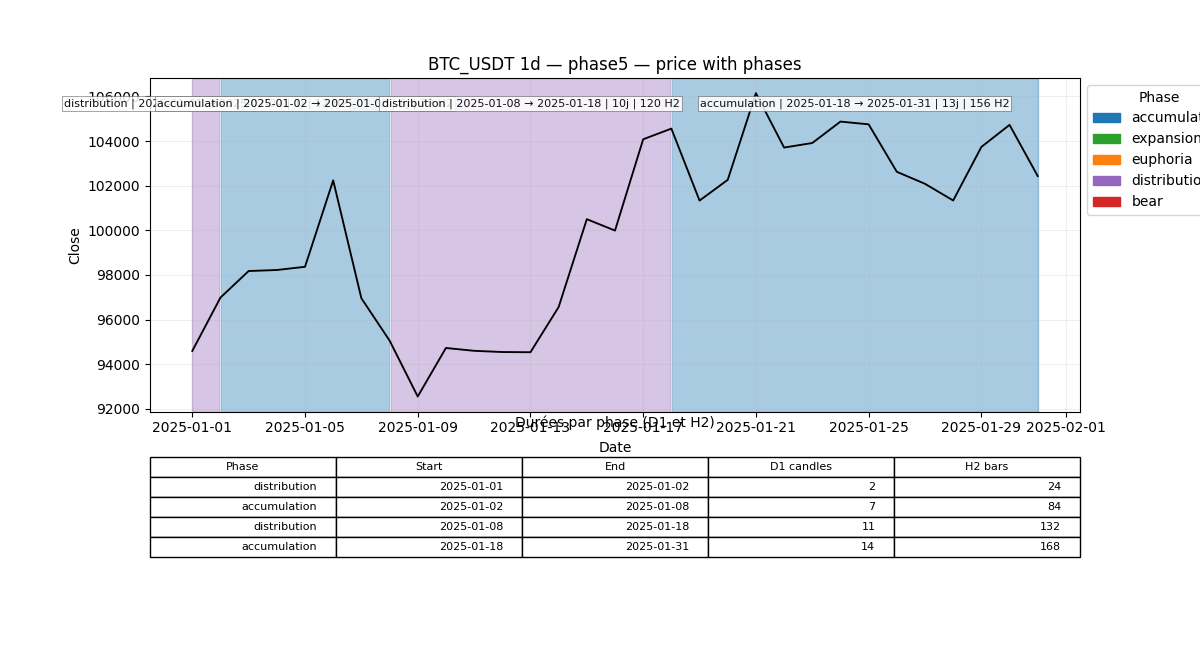 BTC_USDT 1d — phase5 — price with phases
106000
104000
102000
100000
98000
96000
94000
92000
Close
distribution | 202
accumulation | 2025-01-02 → 2025-01-0
distribution | 2025-01-08 → 2025-01-18 | 10j | 120 H2
accumulation | 2025-01-18 → 2025-01-31 | 13j | 156 H2
Phase
accumulat
expansion
euphoria
distributio
bear
2025-01-01 2025-01-05 2025-01-09 2025-01-13 2025-01-17 2025-01-21 2025-01-25 2025-01-29 2025-02-01
Durées par phase (D1 et H2)
Date
Phase Start End D1 candles H2 bars
distribution 2025-01-01 2025-01-02 2 24
accumulation 2025-01-02 2025-01-08 7 84
distribution 2025-01-08 2025-01-18 11 132
accumulation 2025-01-18 2025-01-31 14 168